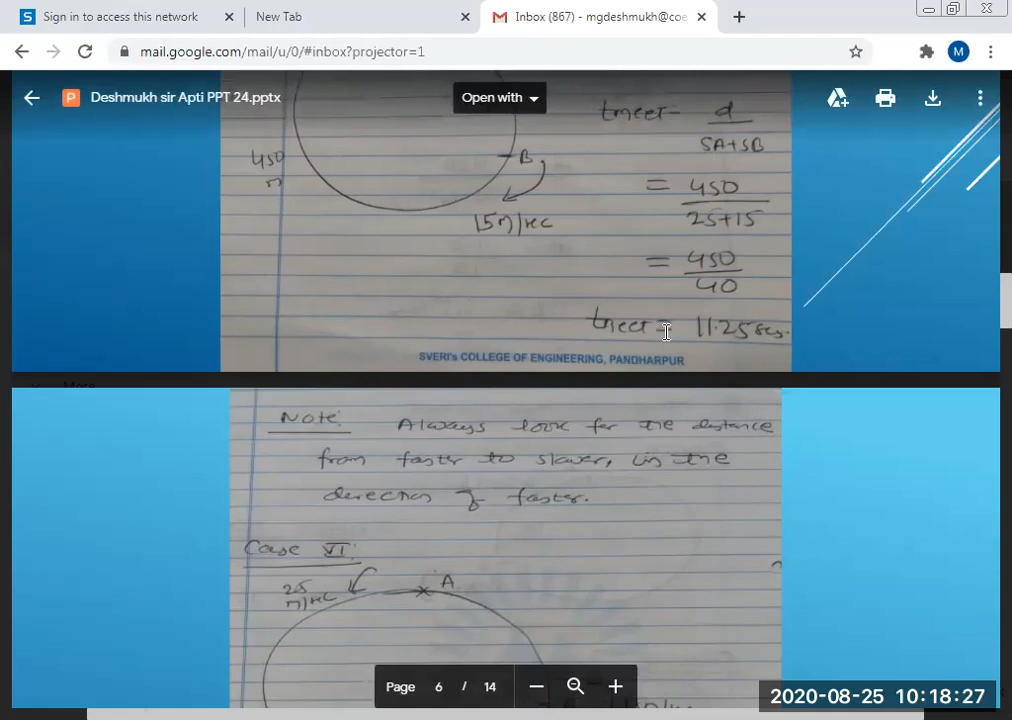 Sign in to access this network
New Tab
Inbox (867) - mgdeshmukh@coe
mail.google.com/mail/u/0/#inbox?projector=1
M
Deshmukh sir Apti PPT 24.pptx
Open with
tmeet = d
SA+SB
450
m
B
15 m/sec
= 450
25+15
= 450
40
tmeet = 11.25 sec.
SVERI's COLLEGE OF ENGINEERING, PANDHARPUR
More
Note: Always look for the distance
from faster to slower, in the
direction of faster.
Case VI:
25
m/sec
A
Page 6 / 14
2020-08-25 10:18:27